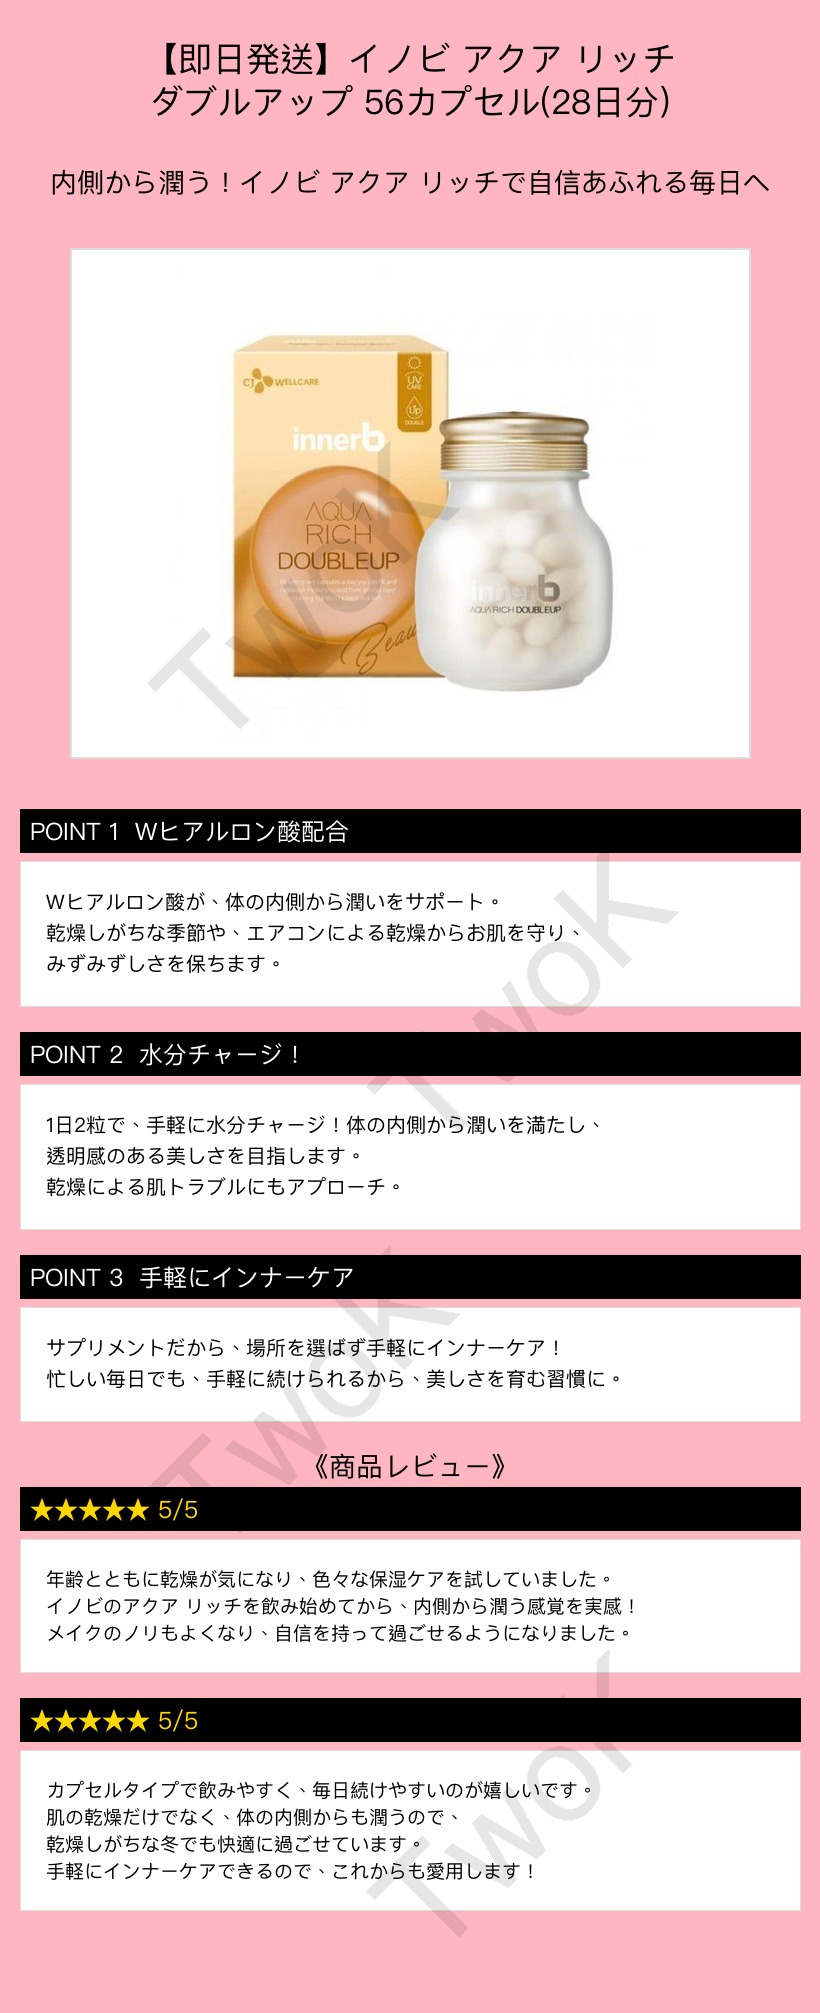 【即日発送】イノビ アクア リッチ
ダブルアップ 56カプセル(28日分)
内側から潤う！イノビ アクア リッチで自信あふれる毎日へ
CJ WELLCARE
UV
CARE
Up
DOUBLE
innerb
AQUA
RICH
DOUBLEUP
Beau
innerb
AQUA RICH DOUBLEUP
TwoK
POINT 1 Wヒアルロン酸配合
Wヒアルロン酸が、体の内側から潤いをサポート。
乾燥しがちな季節や、エアコンによる乾燥からお肌を守り、
みずみずしさを保ちます。
TwoK
POINT 2 水分チャージ！
1日2粒で、手軽に水分チャージ！体の内側から潤いを満たし、
透明感のある美しさを目指します。
乾燥による肌トラブルにもアプローチ。
POINT 3 手軽にインナーケア
サプリメントだから、場所を選ばず手軽にインナーケア！
忙しい毎日でも、手軽に続けられるから、美しさを育む習慣に。
TwoK
《商品レビュー》
★★★★★ 5/5
年齢とともに乾燥が気になり、色々な保湿ケアを試していました。
イノビのアクア リッチを飲み始めてから、内側から潤う感覚を実感！
メイクのノリもよくなり、自信を持って過ごせるようになりました。
★★★★★ 5/5
カプセルタイプで飲みやすく、毎日続けやすいのが嬉しいです。
肌の乾燥だけでなく、体の内側からも潤うので、
乾燥しがちな冬でも快適に過ごせています。
手軽にインナーケアできるので、これからも愛用します！
TwoK